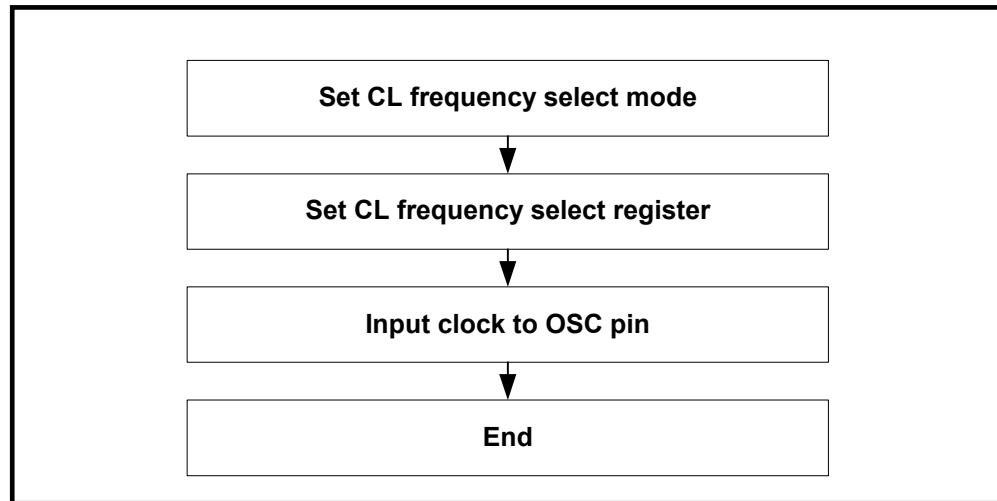 Set CL frequency select mode
Set CL frequency select register
Input clock to OSC pin
End